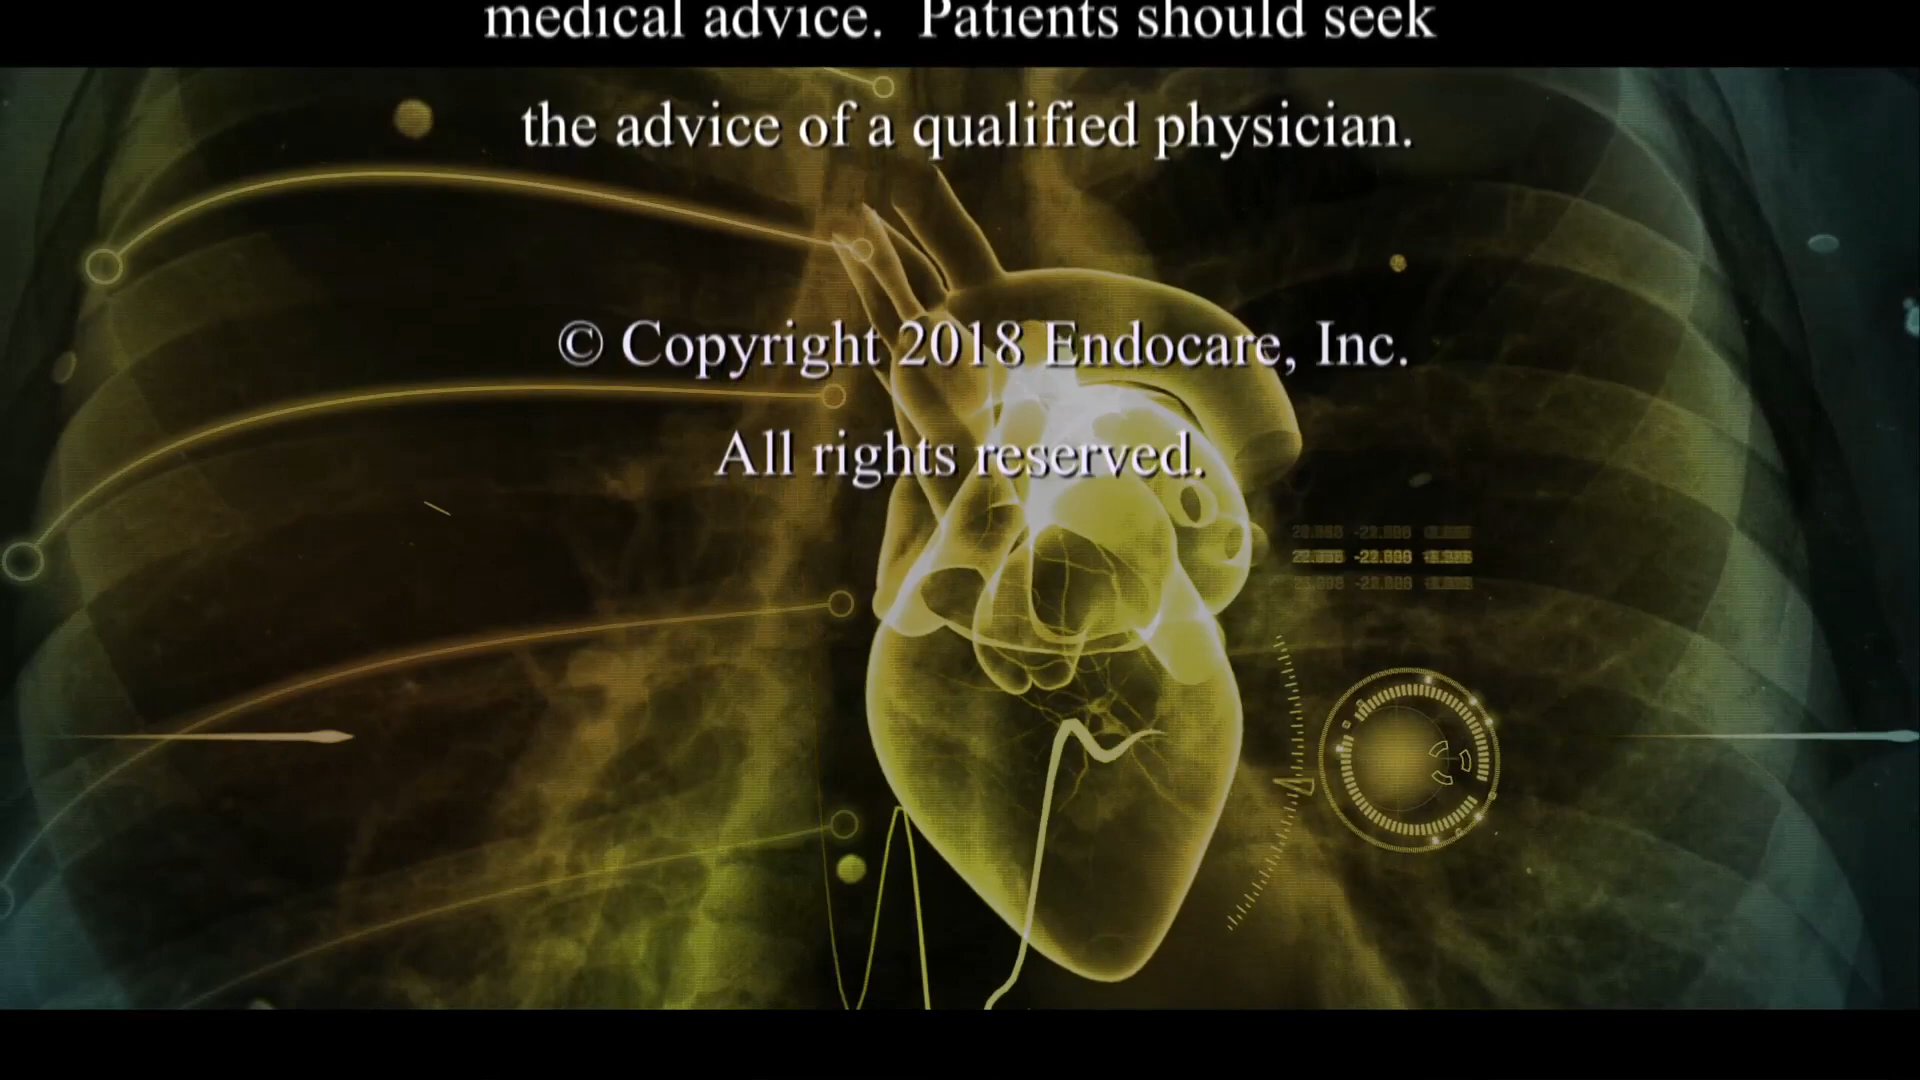 medical advice.  Patients should seek
the advice of a qualified physician.
© Copyright 2018 Endocare, Inc.
All rights reserved.